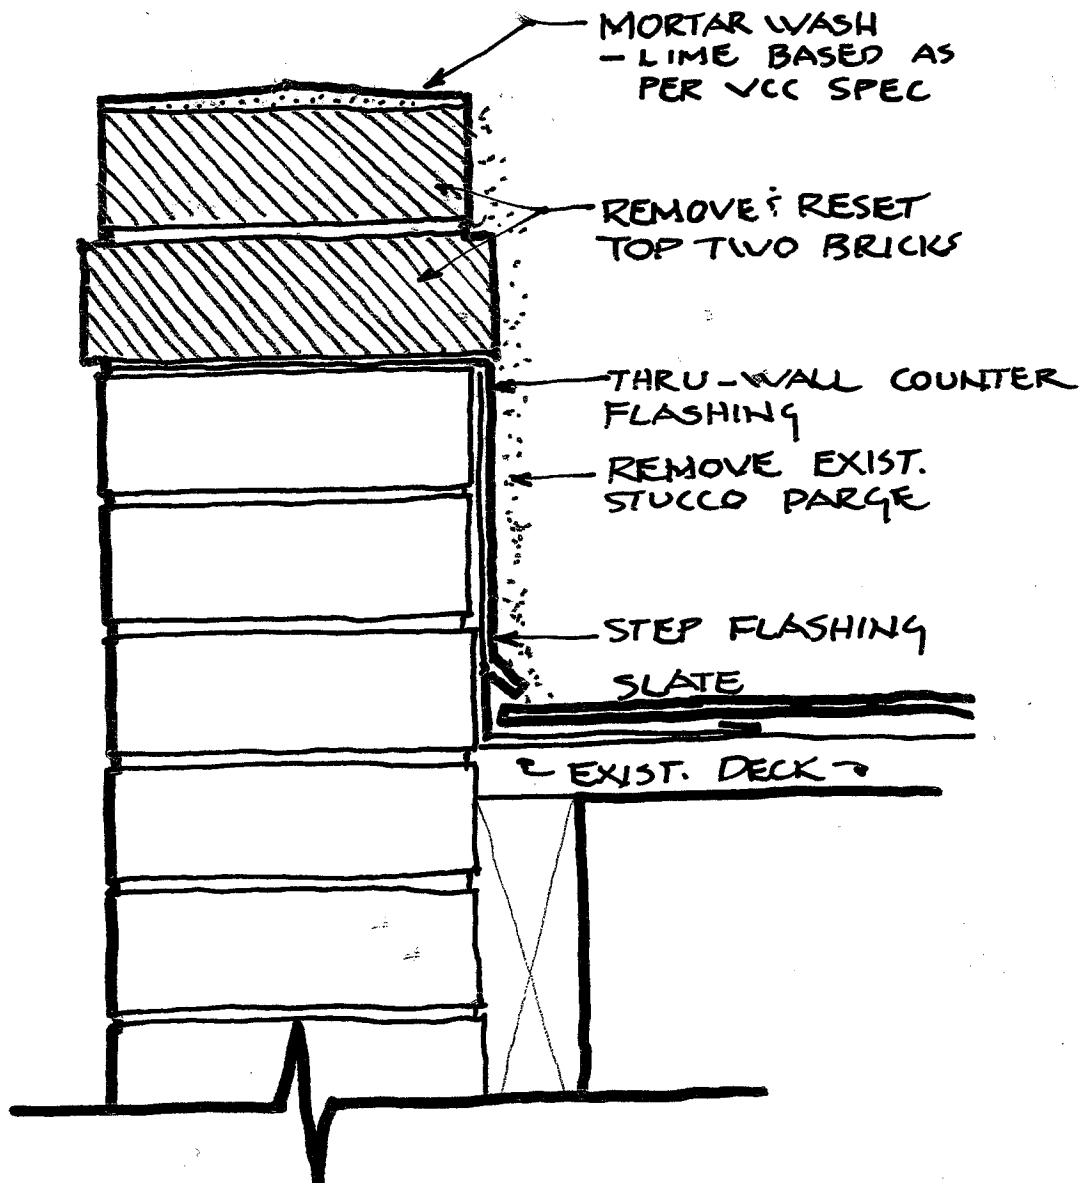 MORTAR WASH
- LIME BASED AS
PER VCC SPEC
REMOVE & RESET
TOP TWO BRICKS
THRU-WALL COUNTER
FLASHING
REMOVE EXIST.
STUCCO PARGE
STEP FLASHING
SLATE
EXIST. DECK